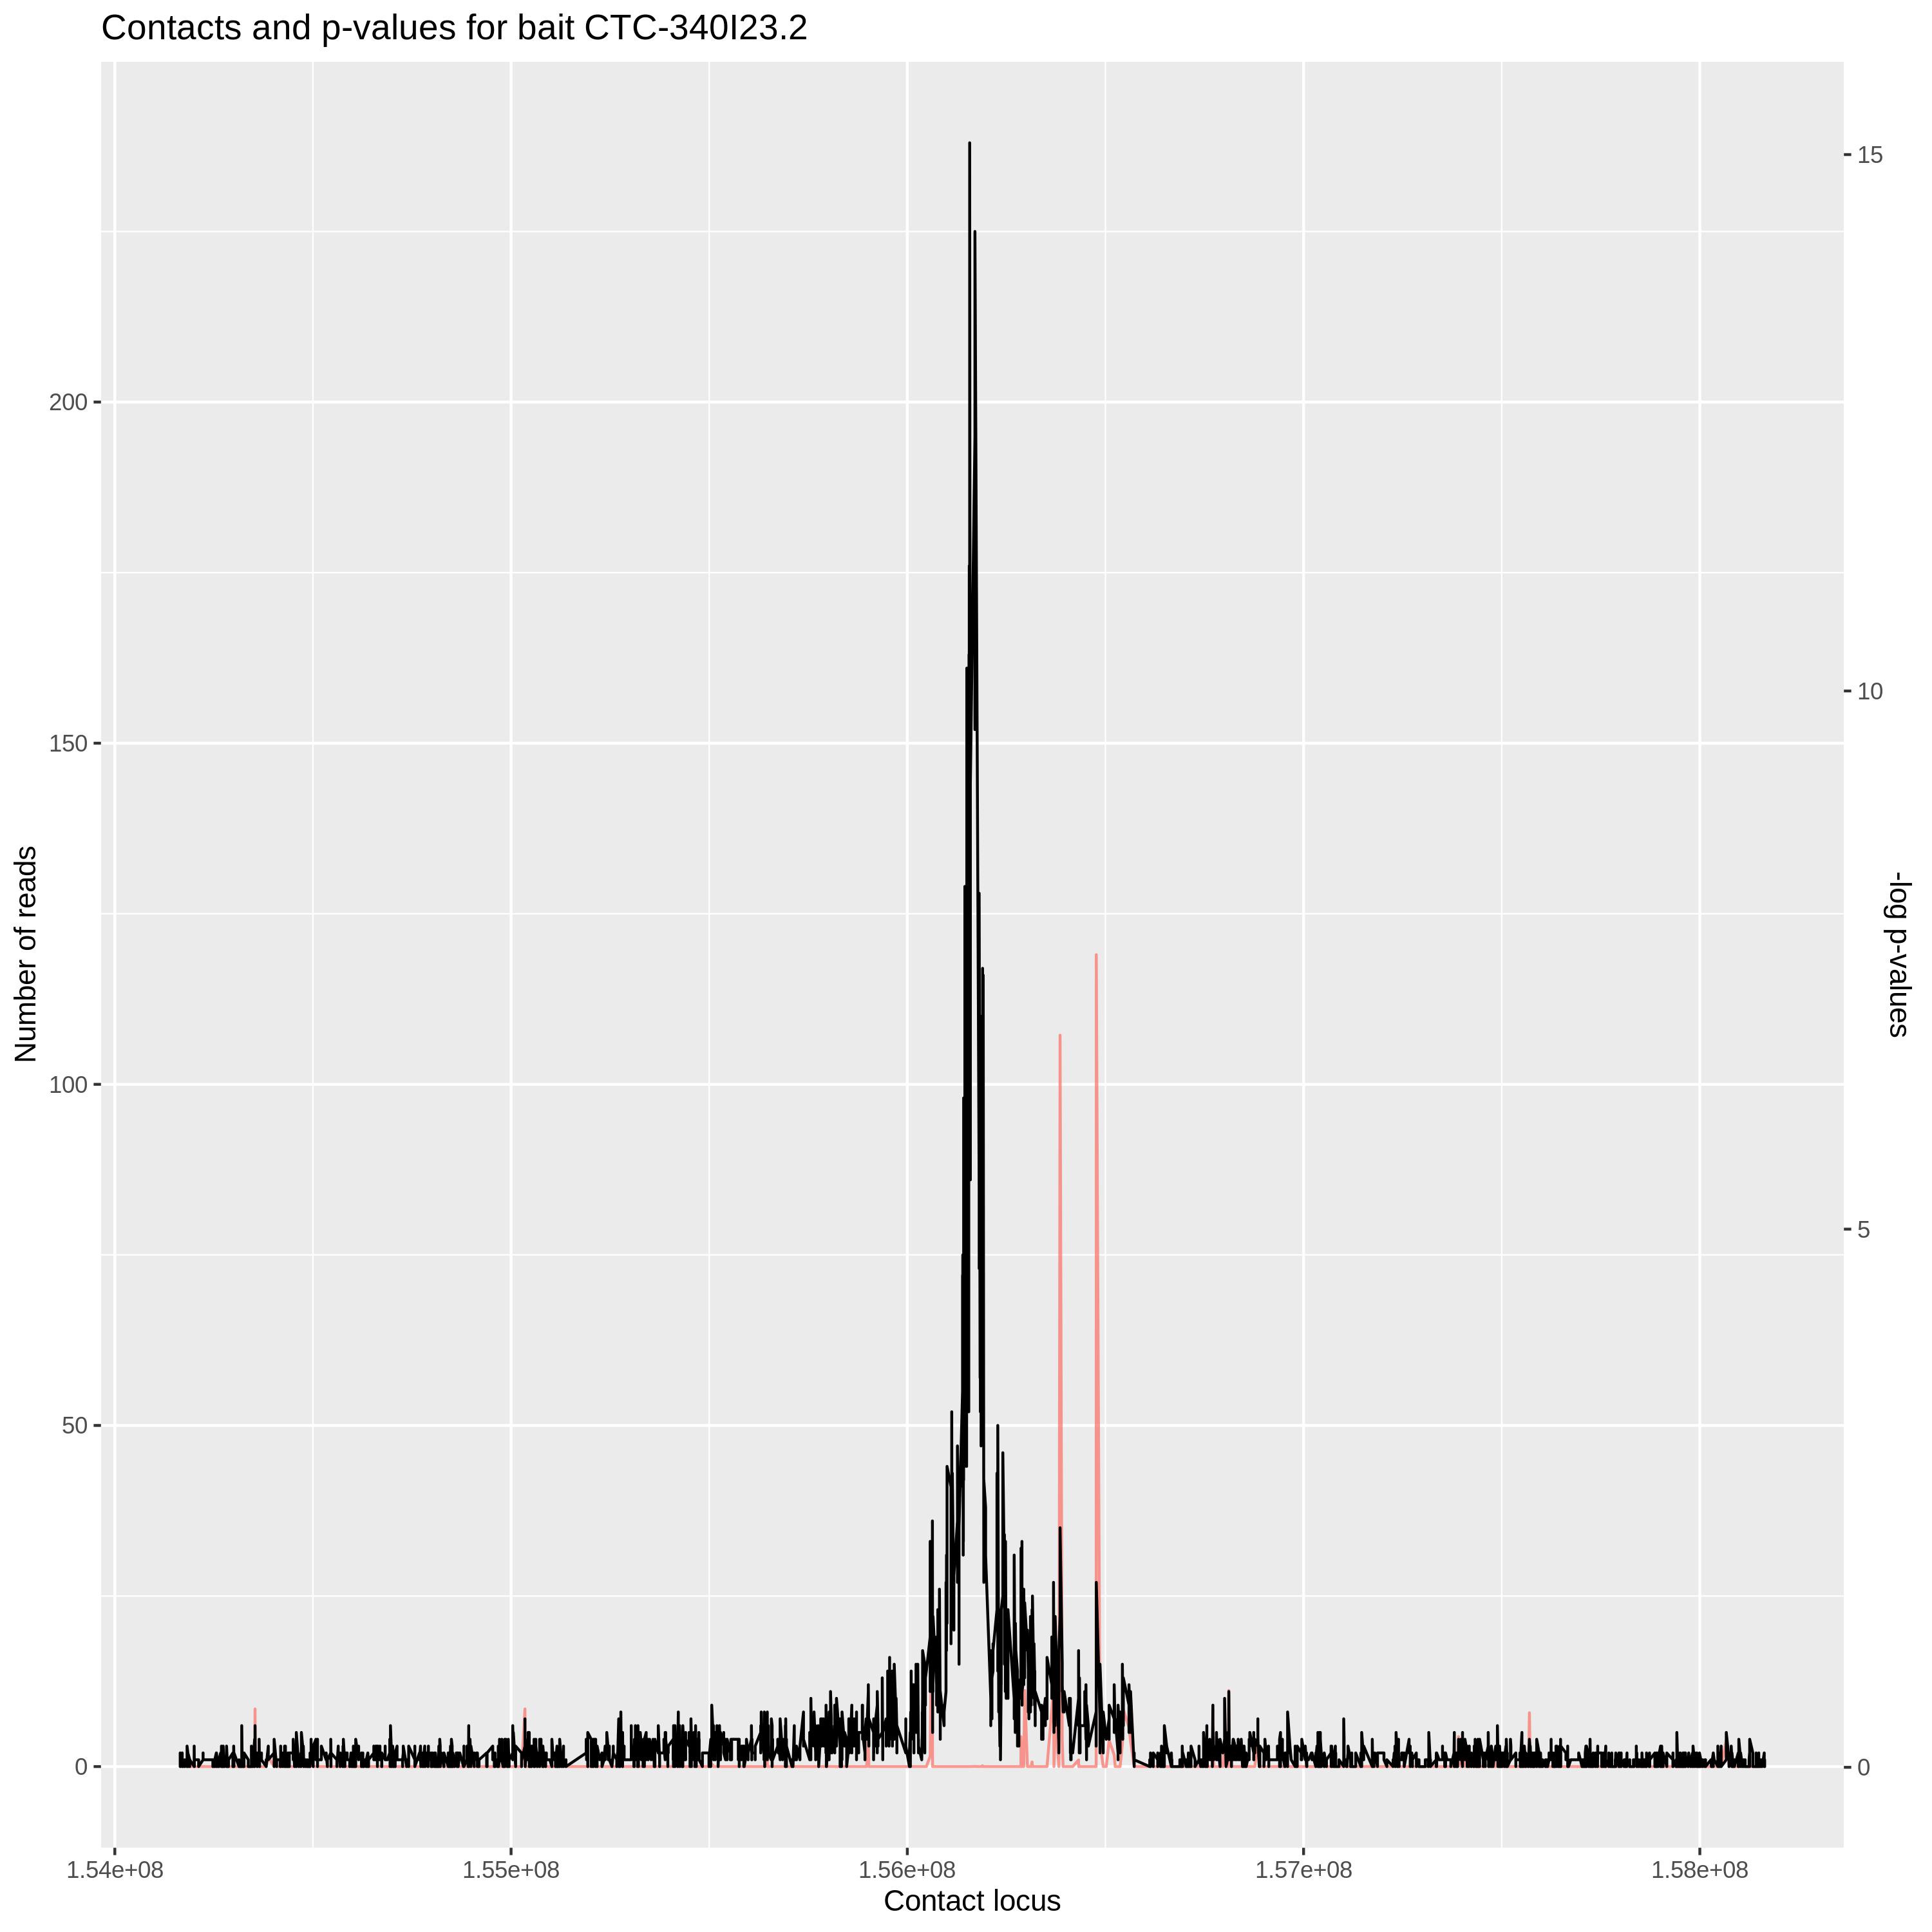 Contacts and p-values for bait CTC-340I23.2
Number of reads
200
150
100
50
0
15
10
5
0
-log p-values
1.54e+08
1.55e+08
1.56e+08
1.57e+08
1.58e+08
Contact locus